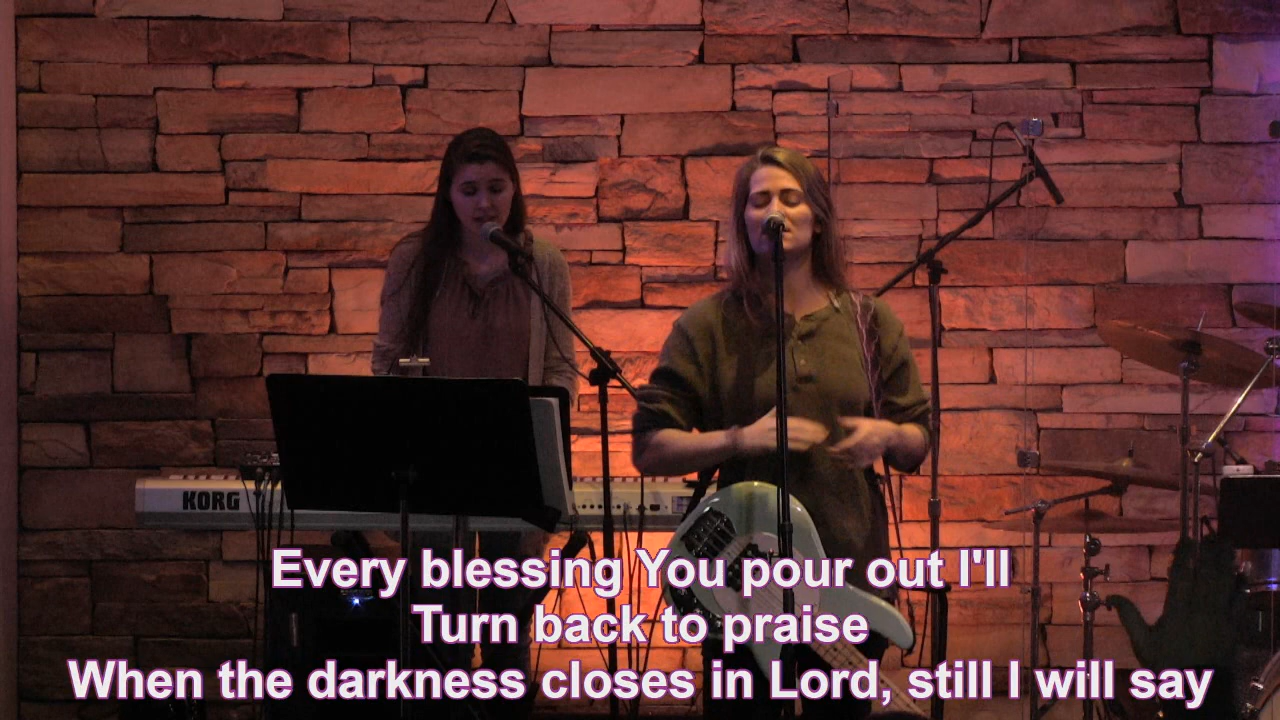 KORG
Every blessing You pour out I'll
Turn back to praise
When the darkness closes in Lord, still I will say